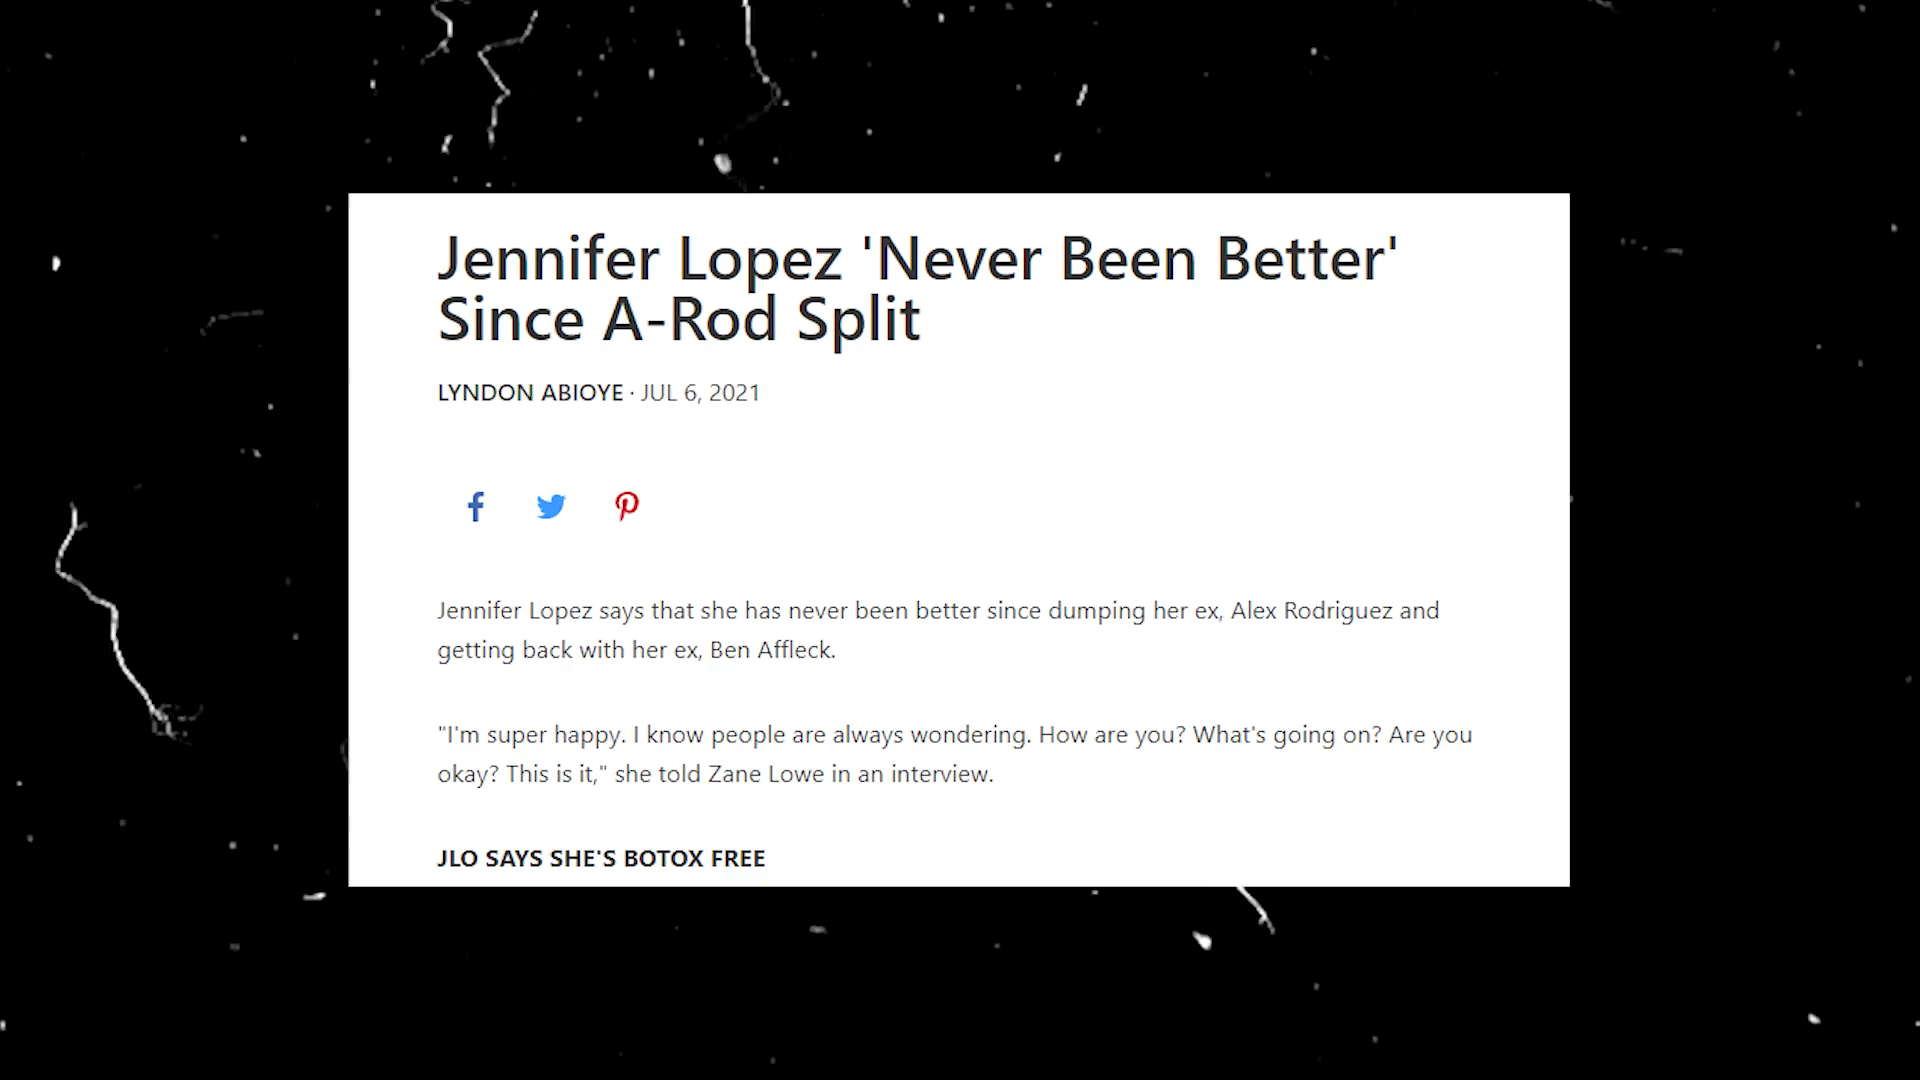 Jennifer Lopez 'Never Been Better'
Since A-Rod Split
LYNDON ABIOYE · JUL 6, 2021
Jennifer Lopez says that she has never been better since dumping her ex, Alex Rodriguez and
getting back with her ex, Ben Affleck.
"I'm super happy. I know people are always wondering. How are you? What's going on? Are you
okay? This is it," she told Zane Lowe in an interview.
JLO SAYS SHE'S BOTOX FREE